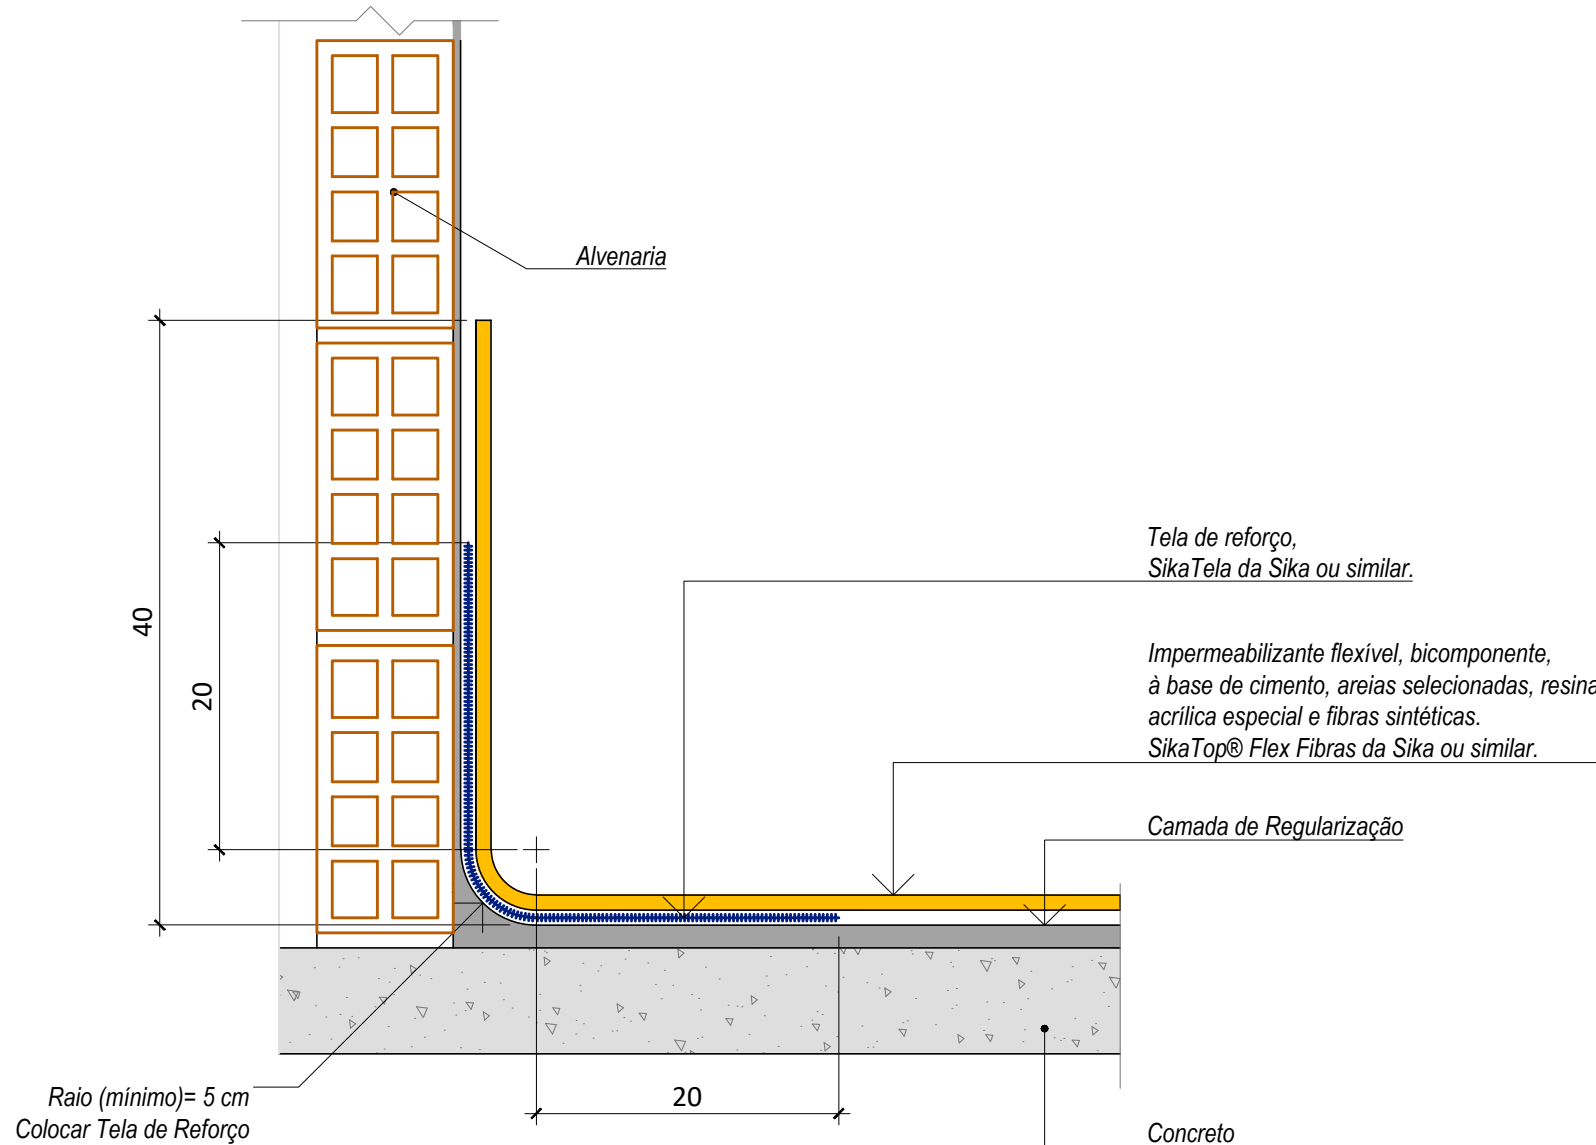 Alvenaria
40
20
Tela de reforço,
SikaTela da Sika ou similar.
Impermeabilizante flexível, bicomponente,
à base de cimento, areias selecionadas, resina
acrílica especial e fibras sintéticas.
SikaTop® Flex Fibras da Sika ou similar.
Camada de Regularização
Raio (mínimo)= 5 cm
Colocar Tela de Reforço
20
Concreto